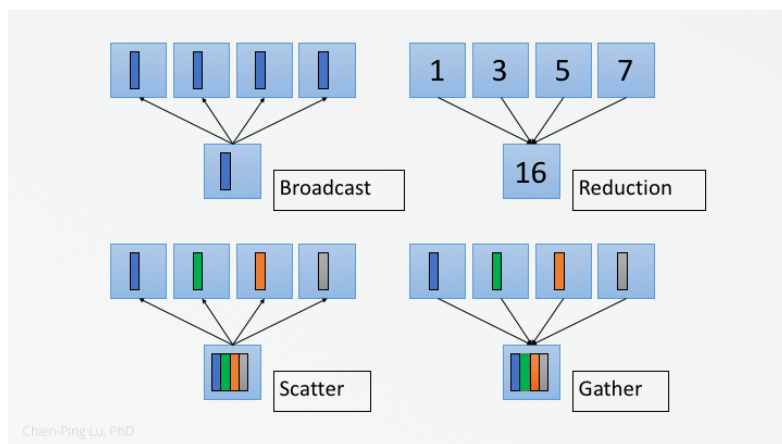 1 3 5 7
16
Broadcast
Reduction
Scatter
Gather
Chien-Ping Lu, PhD